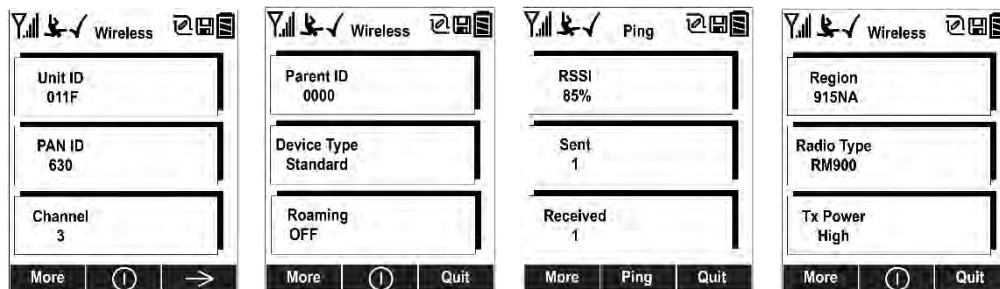 Wireless
Unit ID
011F
PAN ID
630
Channel
3
More
Wireless
Parent ID
0000
Device Type
Standard
Roaming
OFF
More
Quit
Ping
RSSI
85%
Sent
1
Received
1
More
Ping
Quit
Wireless
Region
915NA
Radio Type
RM900
Tx Power
High
More
Quit